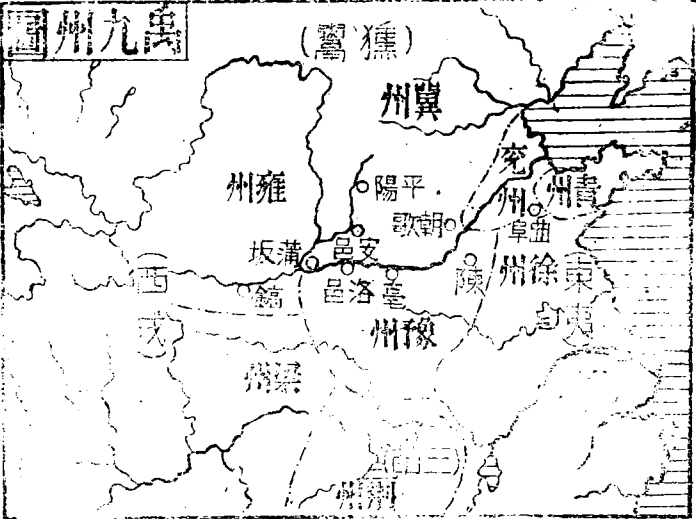 禹九州圖
(獯鬻)
冀州
兗州
青州
雍州
平陽
朝歌
曲阜
蒲坂
安邑
洛邑
亳
陳
徐州
(東夷)
(西戎)
鎬
豫州
梁州
(三苗)
荊州